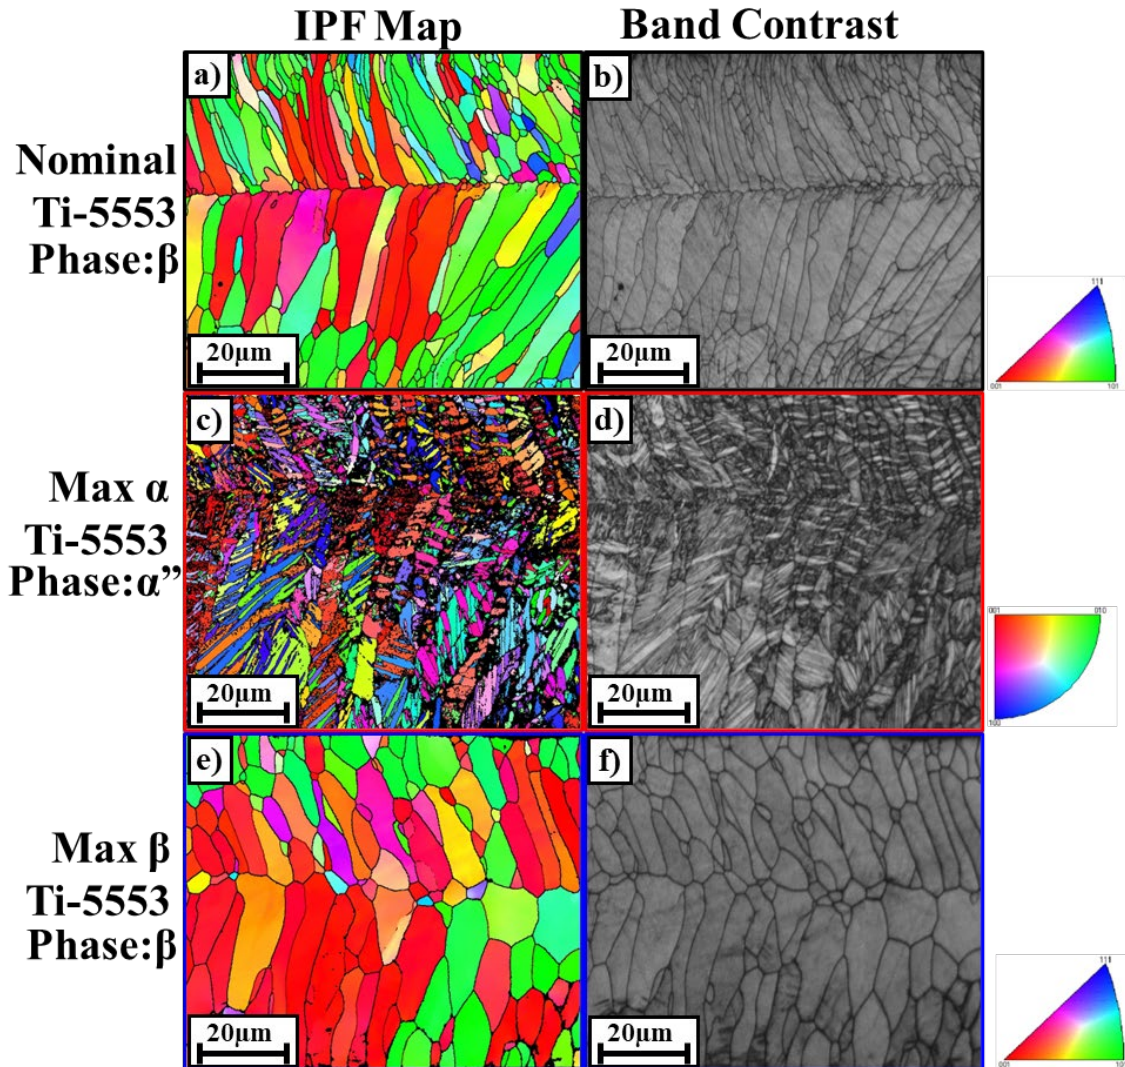 IPF Map
Band Contrast
a)
b)
Nominal
Ti-5553
Phase:β
20μm
20μm
111
001
101
c)
d)
Max α
Ti-5553
Phase:α”
20μm
20μm
001
010
100
e)
f)
Max β
Ti-5553
Phase:β
20μm
20μm
111
001